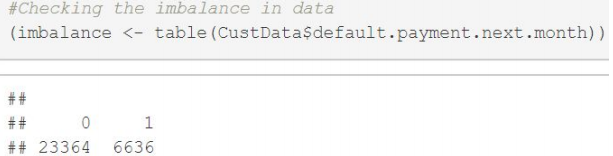 #Checking the imbalance in data
(imbalance <- table(CustData$default.payment.next.month))
##
##     0    1
## 23364 6636